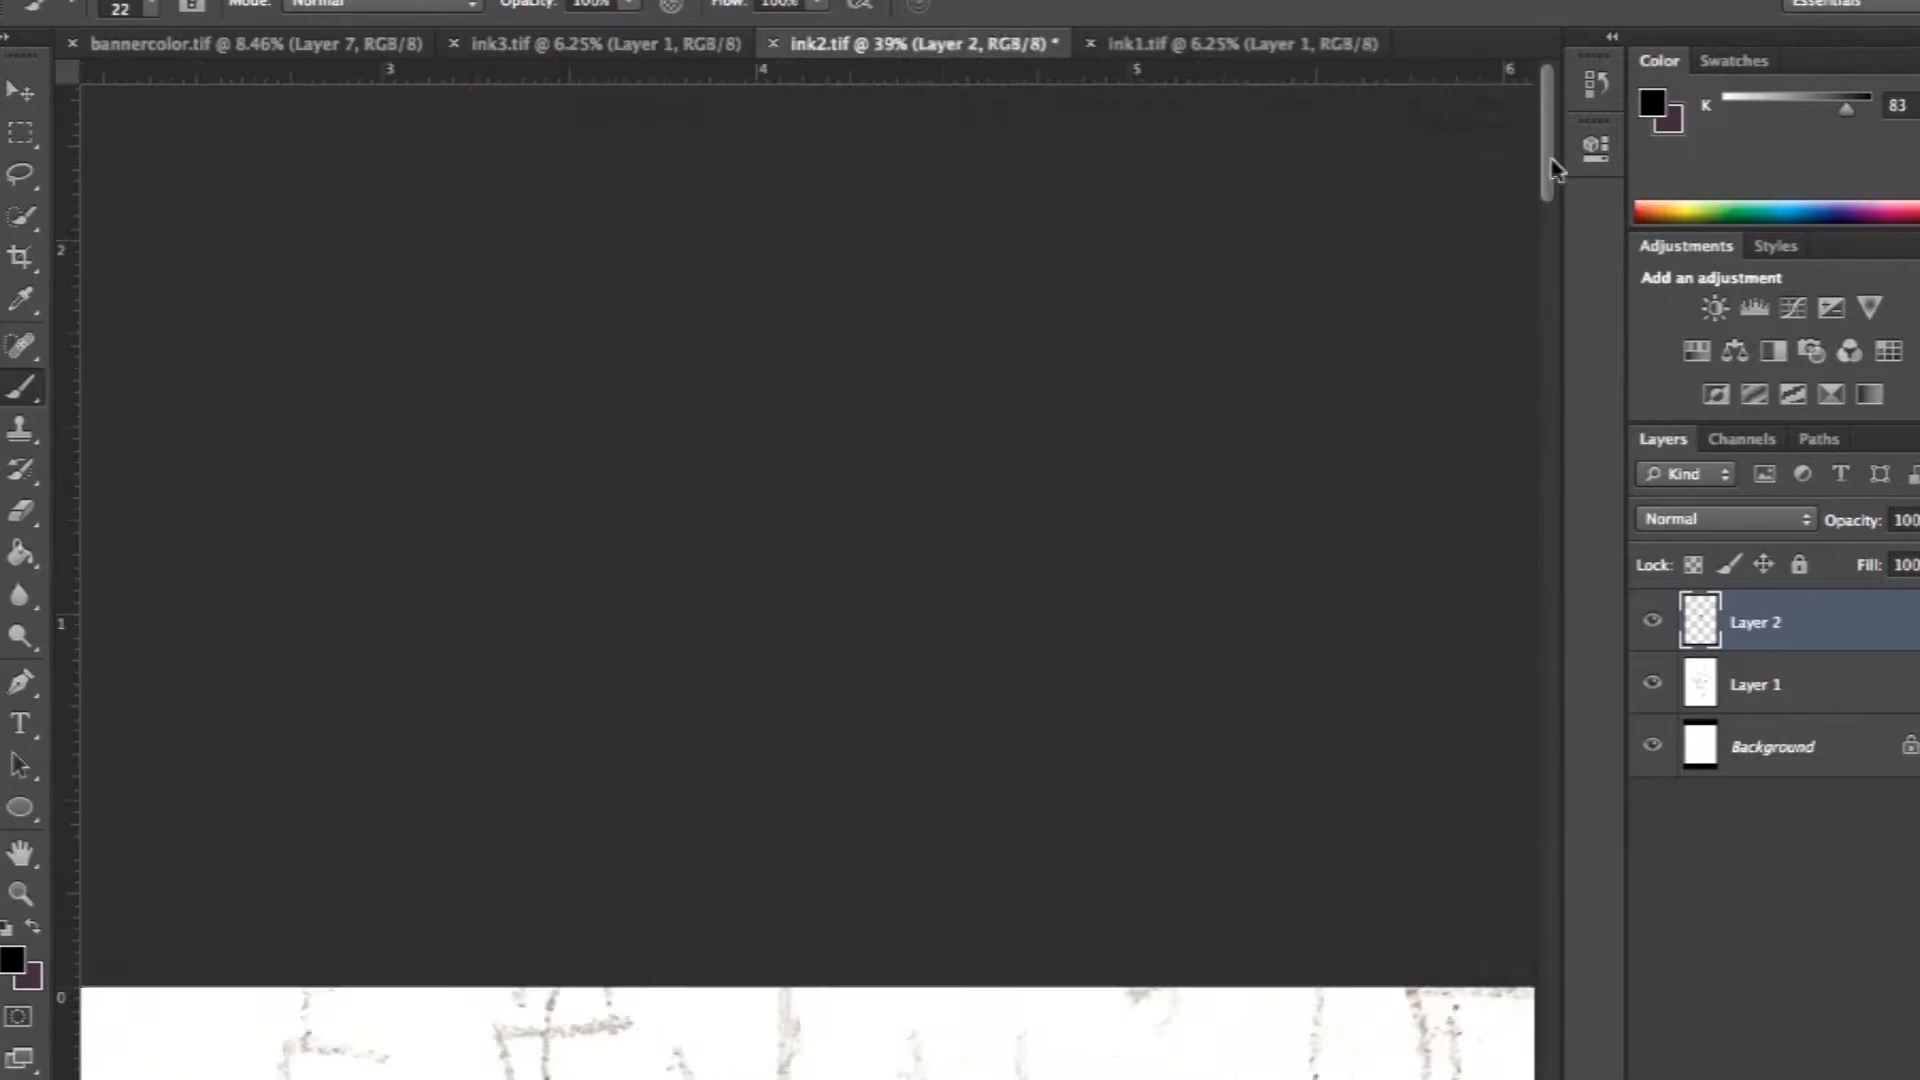 22 Mode: Normal Opacity: 100% Flow: 100% Essentials
× bannercolor.tif @ 8.46% (Layer 7, RGB/8) × ink3.tif @ 6.25% (Layer 1, RGB/8) × ink2.tif @ 39% (Layer 2, RGB/8) * × ink1.tif @ 6.25% (Layer 1, RGB/8)
3 4 5 6
2
1
0
Color Swatches
K 83
Adjustments Styles
Add an adjustment
Layers Channels Paths
Kind
Normal Opacity: 100
Lock: Fill: 100
Layer 2
Layer 1
Background